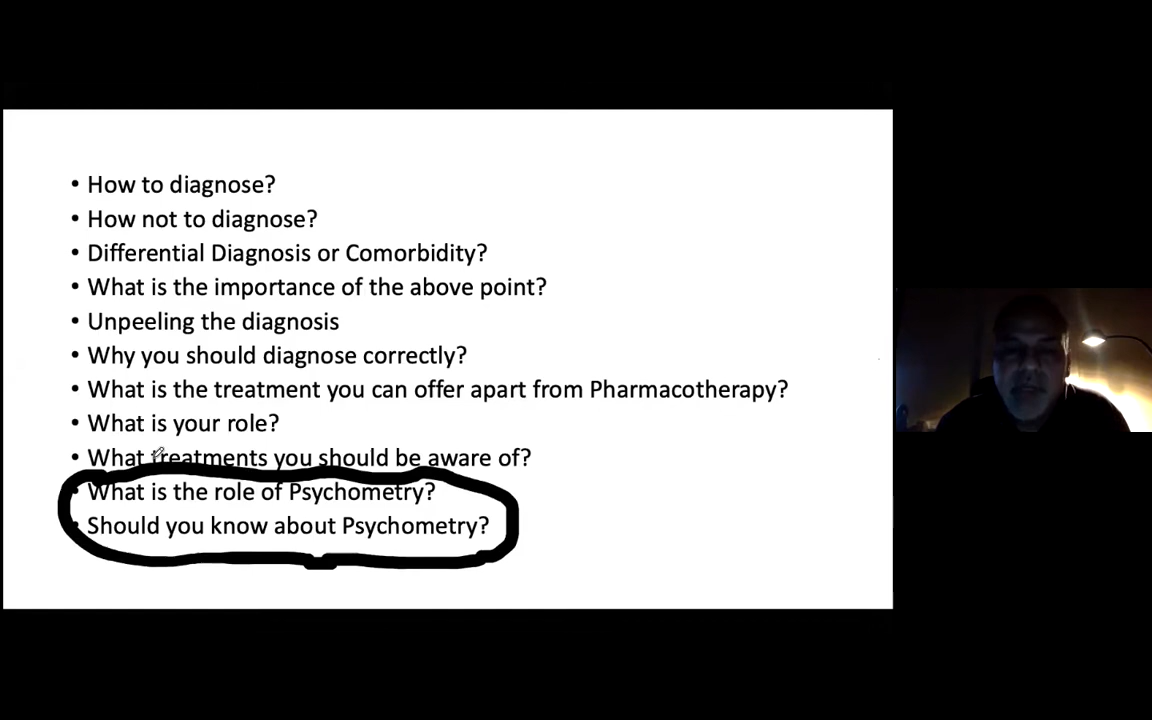 • How to diagnose?
• How not to diagnose?
• Differential Diagnosis or Comorbidity?
• What is the importance of the above point?
• Unpeeling the diagnosis
• Why you should diagnose correctly?
• What is the treatment you can offer apart from Pharmacotherapy?
• What is your role?
• What treatments you should be aware of?
• What is the role of Psychometry?
• Should you know about Psychometry?